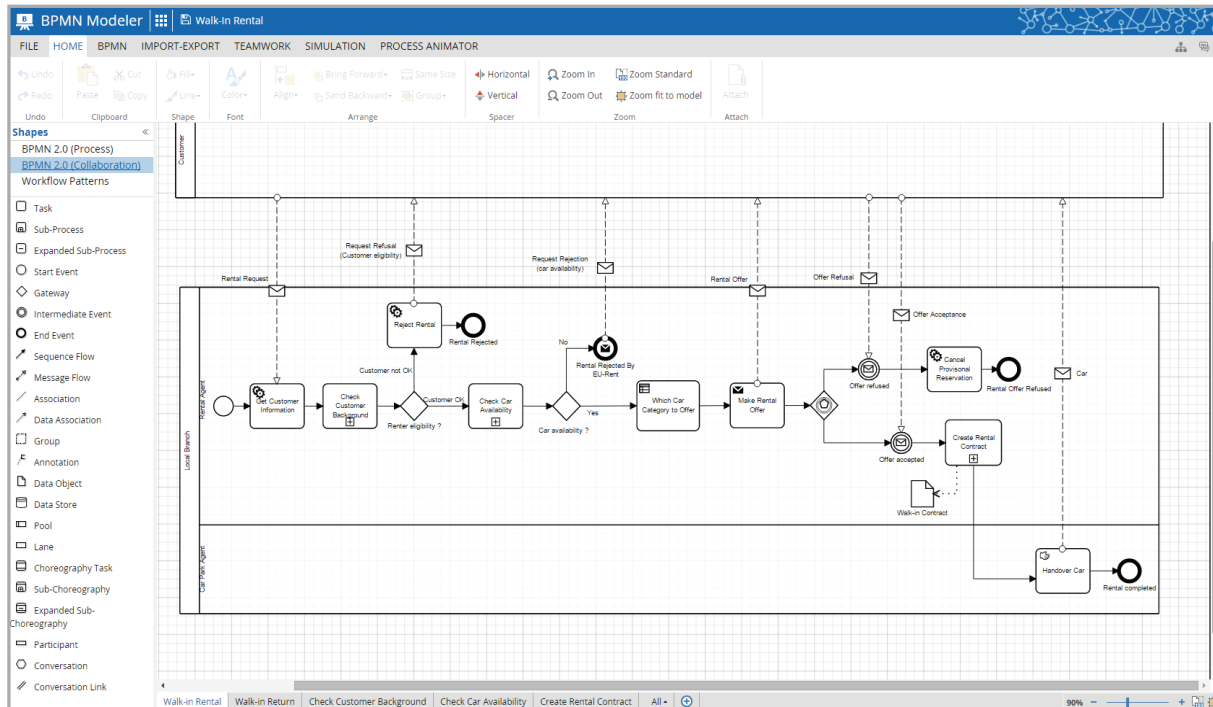 BPMN Modeler
Walk-In Rental
FILE HOME BPMN IMPORT-EXPORT TEAMWORK SIMULATION PROCESS ANIMATOR
Undo
Redo
Undo
Paste
Cut
Copy
Clipboard
Fill
Line
Shape
Color
Font
Align
Bring Forward
Send Backward
Same Size
Group
Arrange
Horizontal
Vertical
Spacer
Zoom In
Zoom Out
Zoom Standard
Zoom fit to model
Zoom
Attach
Attach
Shapes
«
BPMN 2.0 (Process)
BPMN 2.0 (Collaboration)
Workflow Patterns
Task
Sub-Process
Expanded Sub-Process
Start Event
Gateway
Intermediate Event
End Event
Sequence Flow
Message Flow
Association
Data Association
Group
Annotation
Data Object
Data Store
Pool
Lane
Choreography Task
Sub-Choreography
Expanded Sub-
Choreography
Participant
Conversation
Conversation Link
Customer
Rental Request
Request Refusal
(Customer eligibility)
Request Rejection
(car availability)
Rental Offer
Offer Refusal
Offer Acceptance
Car
Local Branch
Rental Agent
Get Customer
Information
Check
Customer
Background
Customer not OK
Customer OK
Renter eligibility ?
Reject Rental
Rental Rejected
Check Car
Availability
No
Yes
Car availability ?
Rental Rejected By
EU-Rent
Which Car
Category to Offer
Make Rental
Offer
Offer refused
Cancel
Provisonal
Reservation
Rental Offer Refused
Offer accepted
Create Rental
Contract
Walk-in Contract
Car Park Agent
Handover Car
Rental completed
Walk-in Rental
Walk-in Return
Check Customer Background
Check Car Availability
Create Rental Contract
All
90%